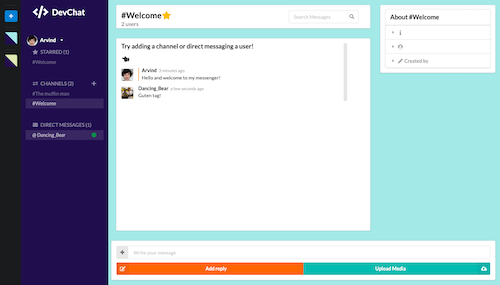 DevChat
Arvind
STARRED (1)
#Welcome
CHANNELS (2)
#The muffin man
#Welcome
DIRECT MESSAGES (1)
@ Dancing_Bear
#Welcome
2 users
Search Messages
Try adding a channel or direct messaging a user!
Arvind 3 minutes ago
Hello and welcome to my messenger!
Dancing_Bear a few seconds ago
Guten tag!
Write your message
Add reply
Upload Media
About #Welcome
Created by